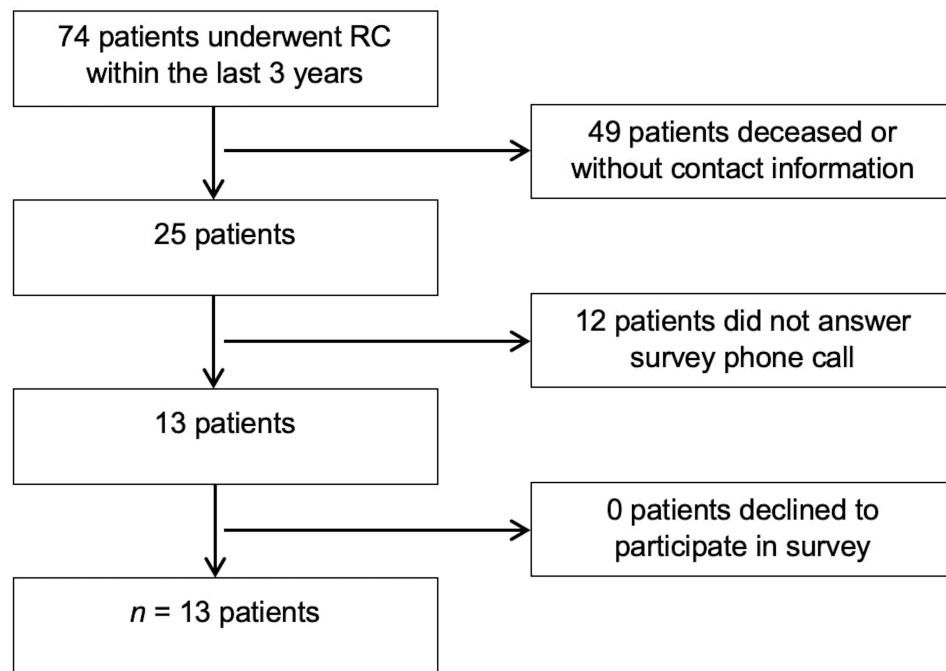 74 patients underwent RC
within the last 3 years
49 patients deceased or
without contact information
25 patients
12 patients did not answer
survey phone call
13 patients
0 patients declined to
participate in survey
n = 13 patients